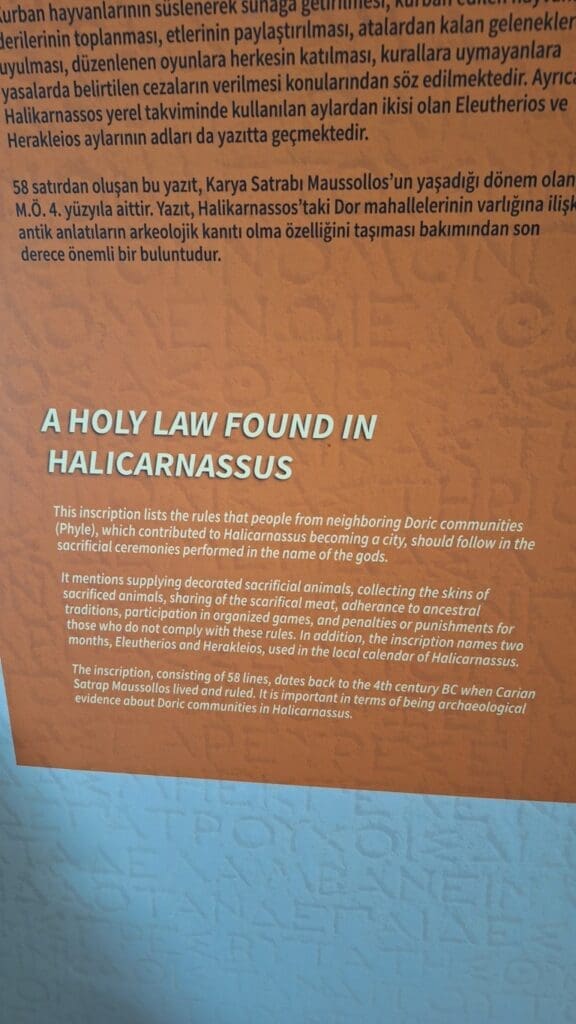 Kurban hayvanlarının süslenerek sunağa getirilmesi, kurban edilen
derilerinin toplanması, etlerinin paylaştırılması, atalardan kalan gelenekler
uyulması, düzenlenen oyunlara herkesin katılması, kurallara uymayanlara
yasalarda belirtilen cezaların verilmesi konularından söz edilmektedir. Ayrıca
Halikarnassos yerel takviminde kullanılan aylardan ikisi olan Eleutherios ve
Herakleios aylarının adları da yazıtta geçmektedir.
58 satırdan oluşan bu yazıt, Karya Satrabı Maussollos'un yaşadığı dönem olan
M.Ö. 4. yüzyıla aittir. Yazıt, Halikarnassos'taki Dor mahallelerinin varlığına ilişk
antik anlatıların arkeolojik kanıtı olma özelliğini taşıması bakımından son
derece önemli bir buluntudur.
A HOLY LAW FOUND IN
HALICARNASSUS
This inscription lists the rules that people from neighboring Doric communities
(Phyle), which contributed to Halicarnassus becoming a city, should follow in the
sacrificial ceremonies performed in the name of the gods.
It mentions supplying decorated sacrificial animals, collecting the skins of
sacrificed animals, sharing of the scarifical meat, adherence to ancestral
traditions, participation in organized games, and penalties or punishments for
those who do not comply with these rules. In addition, the inscription names two
months, Eleutherios and Herakleios, used in the local calendar of Halicarnassus.
The inscription, consisting of 58 lines, dates back to the 4th century BC when Carian
Satrap Maussollos lived and ruled. It is important in terms of being archaeological
evidence about Doric communities in Halicarnassus.